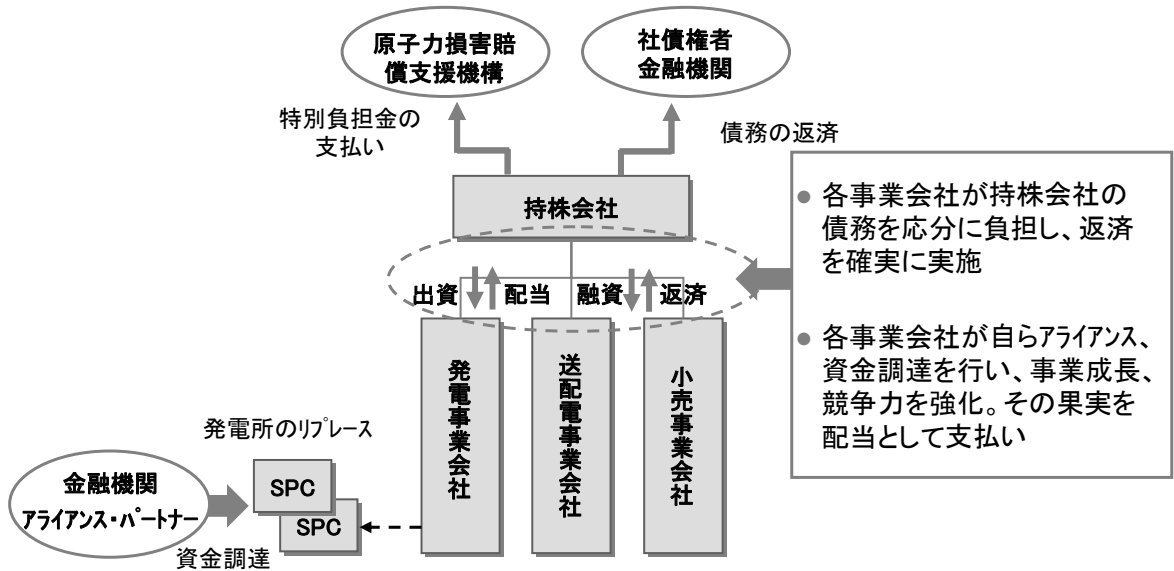 原子力損害賠
償支援機構
社債権者
金融機関
特別負担金の
支払い
債務の返済
持株会社
出資
配当
融資
返済
発電事業会社
送配電事業会社
小売事業会社
● 各事業会社が持株会社の
債務を応分に負担し、返済
を確実に実施
● 各事業会社が自らアライアンス、
資金調達を行い、事業成長、
競争力を強化。その果実を
配当として支払い
発電所のリプレース
金融機関
アライアンス・パートナー
SPC
SPC
資金調達